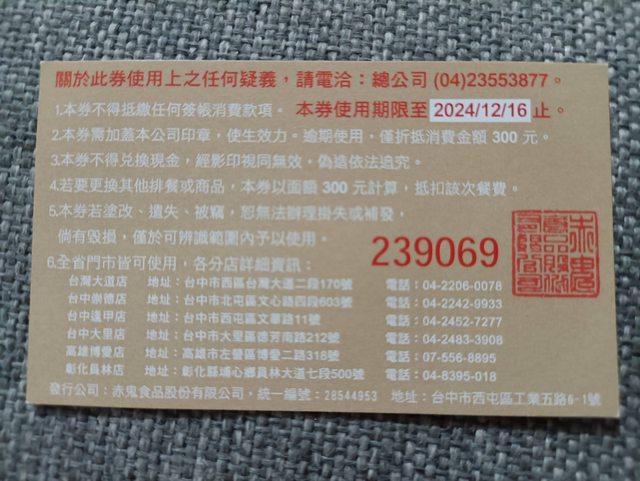 關於此券使用上之任何疑義，請電洽：總公司 (04)23553877。
1.本券不得抵繳任何簽帳消費款項。 本券使用期限至 2024/12/16 止。
2.本券需加蓋本公司印章，使生效力。逾期使用，僅折抵消費金額 300 元。
3.本券不得兌換現金，經影印視同無效，偽造依法追究。
4.若要更換其他排餐或商品，本券以面額 300 元計算，抵扣該次餐費。
5.本券若塗改、遺失、被竊，恕無法辦理掛失或補發，
倘有毀損，僅於可辨識範圍內予以使用。
239069
6.全省門市皆可使用，各分店詳細資訊：
台灣大道店 地址：台中市西區台灣大道二段170號 電話：04-2206-0078
台中崇德店 地址：台中市北屯區文心路四段603號 電話：04-2242-9933
台中逢甲店 地址：台中市西屯區文華路11號 電話：04-2452-7277
台中大里店 地址：台中市大里區德芳南路212號 電話：04-2483-3908
高雄博愛店 地址：高雄市左營區博愛二路318號 電話：07-556-8895
彰化員林店 地址：彰化縣埔心鄉員林大道七段500號 電話：04-8395-018
發行公司：赤鬼食品股份有限公司，統一編號：28544953 地址：台中市西屯區工業五路6-1號